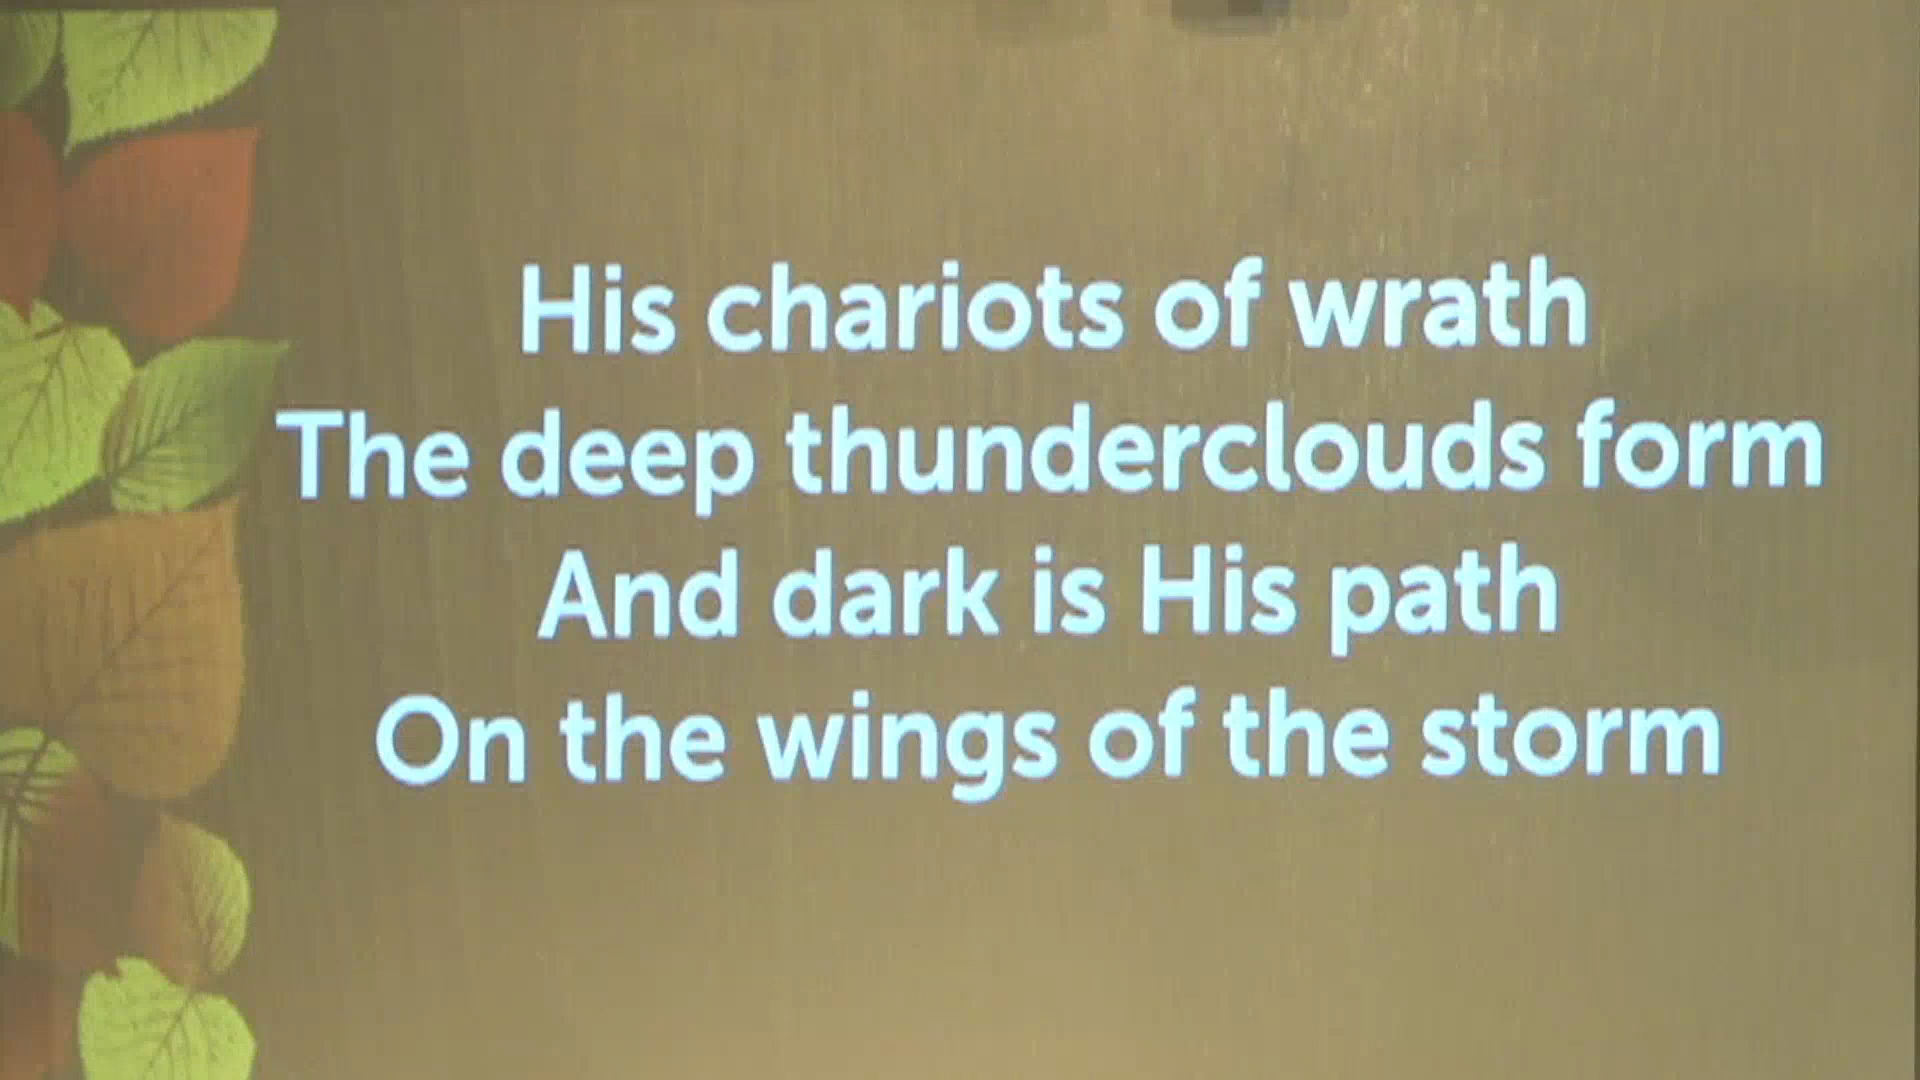 His chariots of wrath
The deep thunderclouds form
And dark is His path
On the wings of the storm